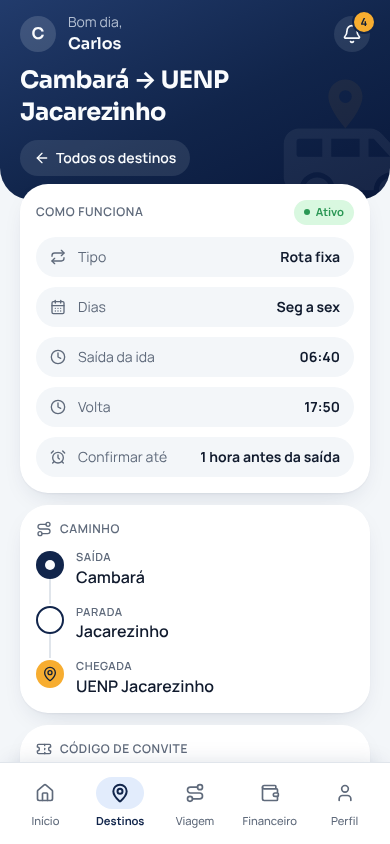 C
Bom dia,
Carlos
4
Cambará → UENP
Jacarezinho
← Todos os destinos
COMO FUNCIONA
Ativo
Tipo
Rota fixa
Dias
Seg a sex
Saída da ida
06:40
Volta
17:50
Confirmar até
1 hora antes da saída
CAMINHO
SAÍDA
Cambará
PARADA
Jacarezinho
CHEGADA
UENP Jacarezinho
CÓDIGO DE CONVITE
Início
Destinos
Viagem
Financeiro
Perfil